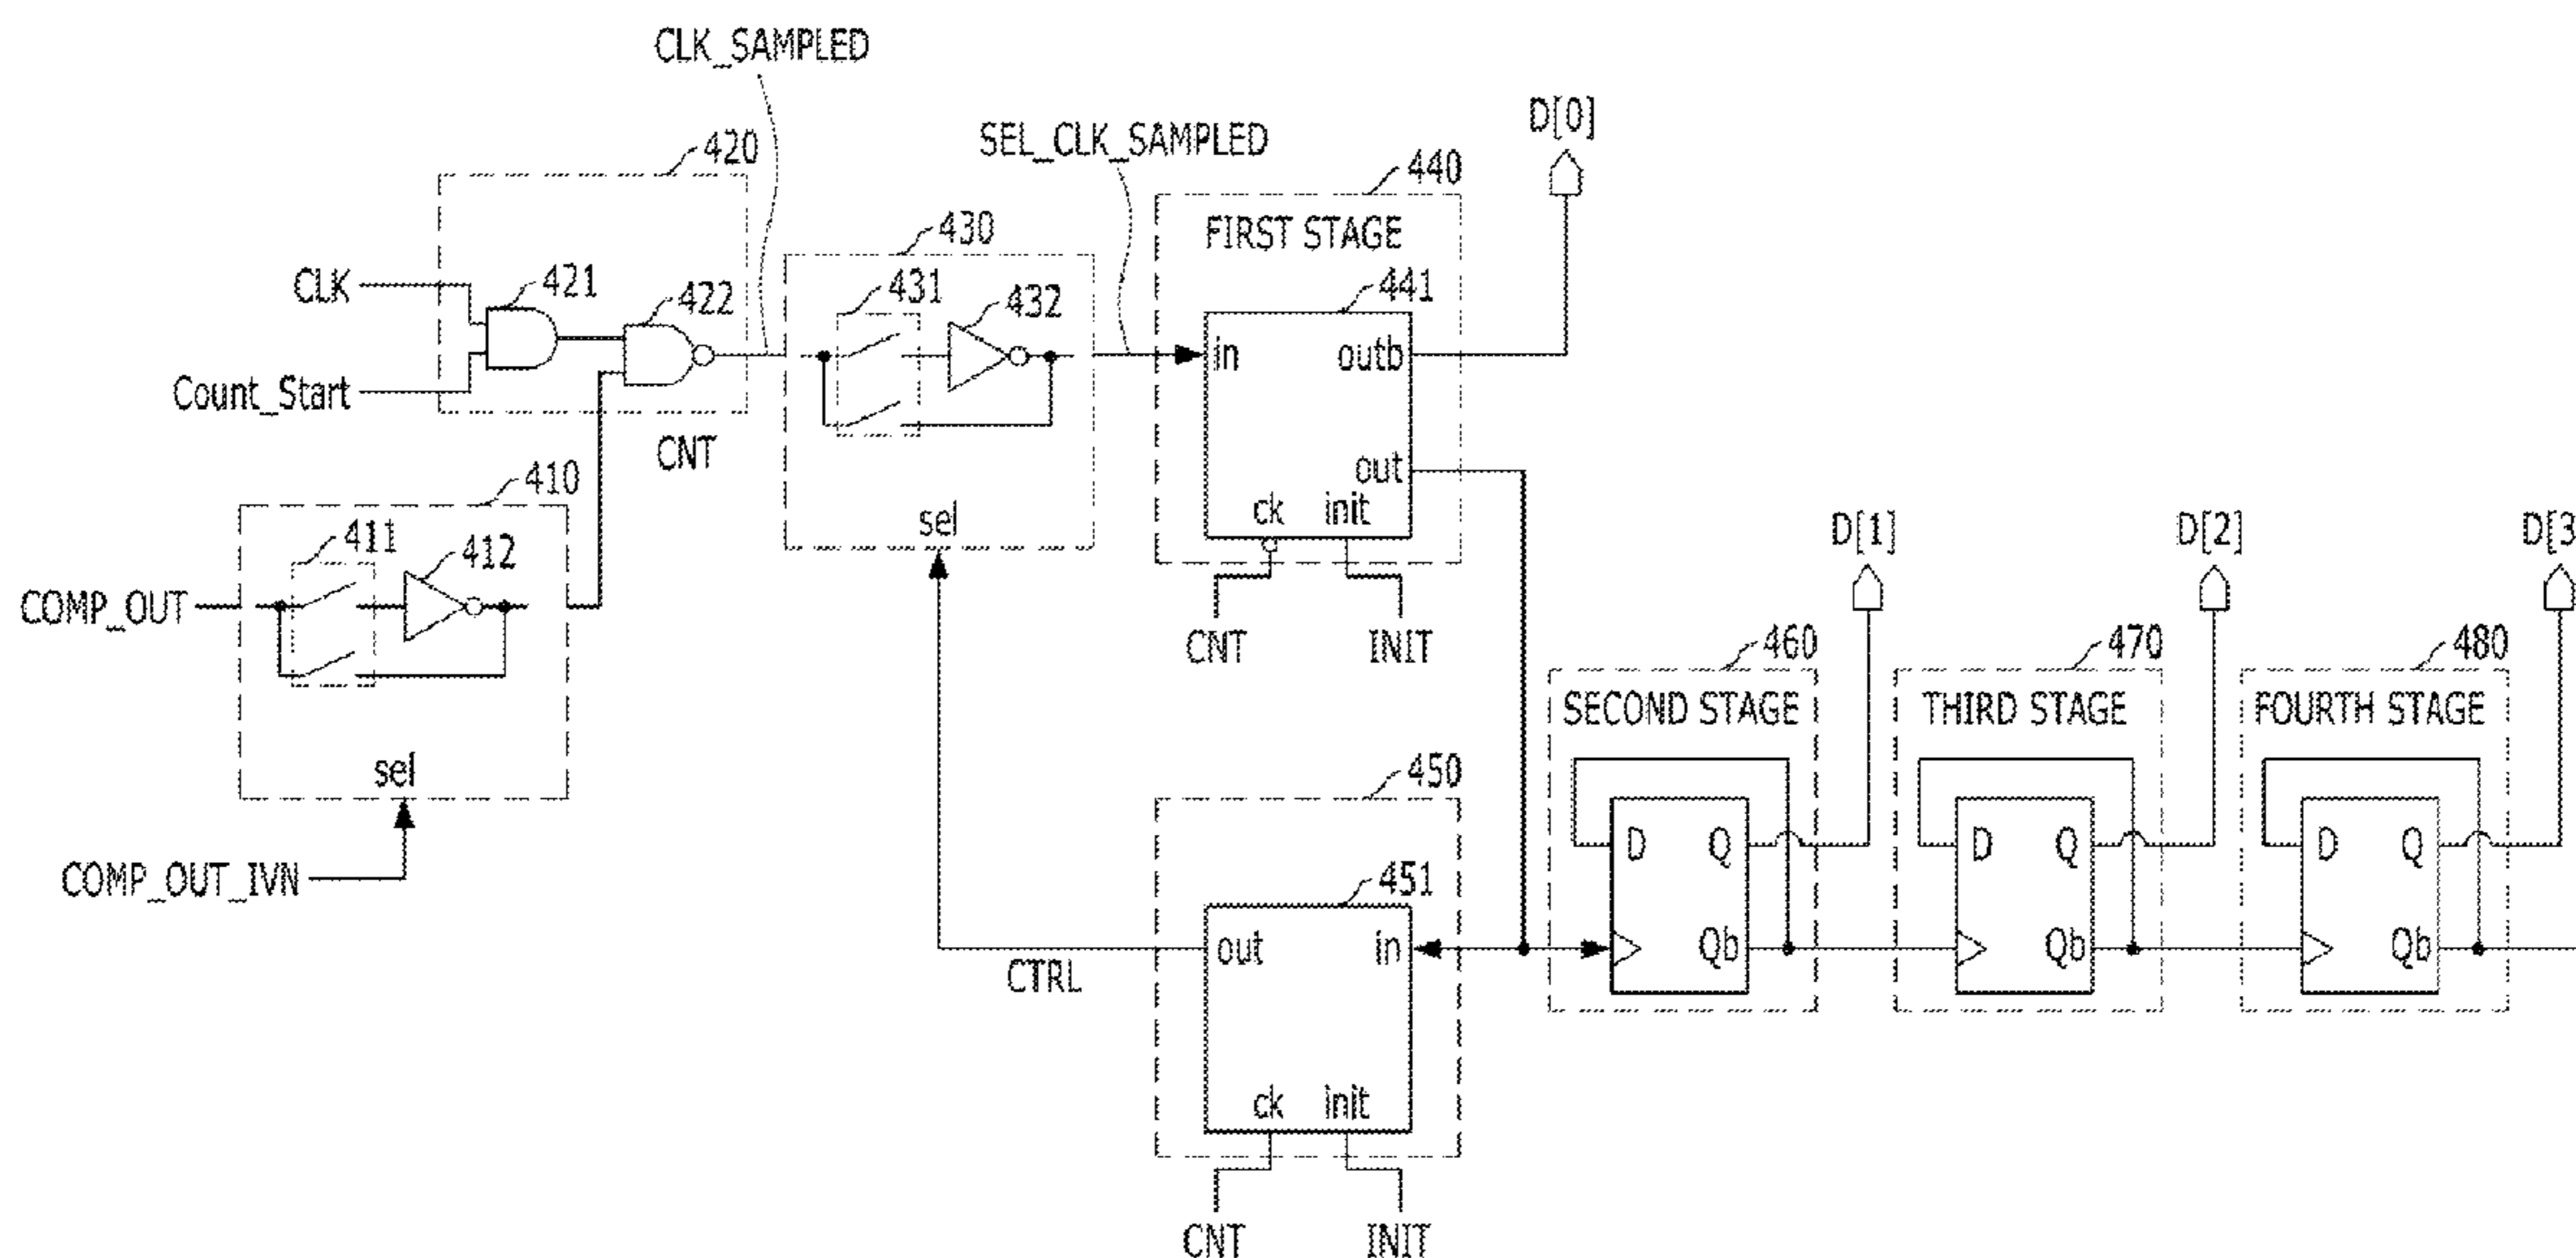 CLK_SAMPLED
SEL_CLK_SAMPLED
D[0]
420
440
430
FIRST STAGE
CLK
421
422
431
432
441
in
outb
Count_Start
CNT
out
410
sel
ck
init
D[1]
D[2]
D[3
411
412
COMP_OUT
CNT
INIT
460
470
480
SECOND STAGE
THIRD STAGE
FOURTH STAGE
sel
450
D
Q
D
Q
D
Q
COMP_OUT_IVN
451
out
in
Qb
Qb
Qb
CTRL
ck
init
CNT
INIT